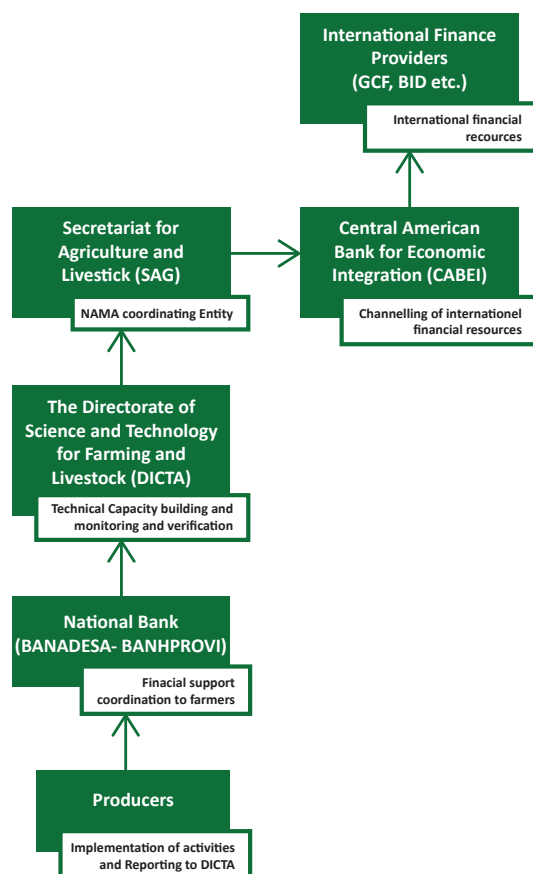 International Finance
Providers
(GCF, BID etc.)
International financial
recources
Secretariat for
Agriculture and
Livestick (SAG)
NAMA coordinating Entity
Central American
Bank for Economic
Integration (CABEI)
Channelling of internationel
financial resources
The Directorate of
Science and Technology
for Farming and
Livestock (DICTA)
Technical Capacity building and
monitoring and verification
National Bank
(BANADESA- BANHPROVI)
Finacial support
coordination to farmers
Producers
Implementation of activities
and Reporting to DICTA